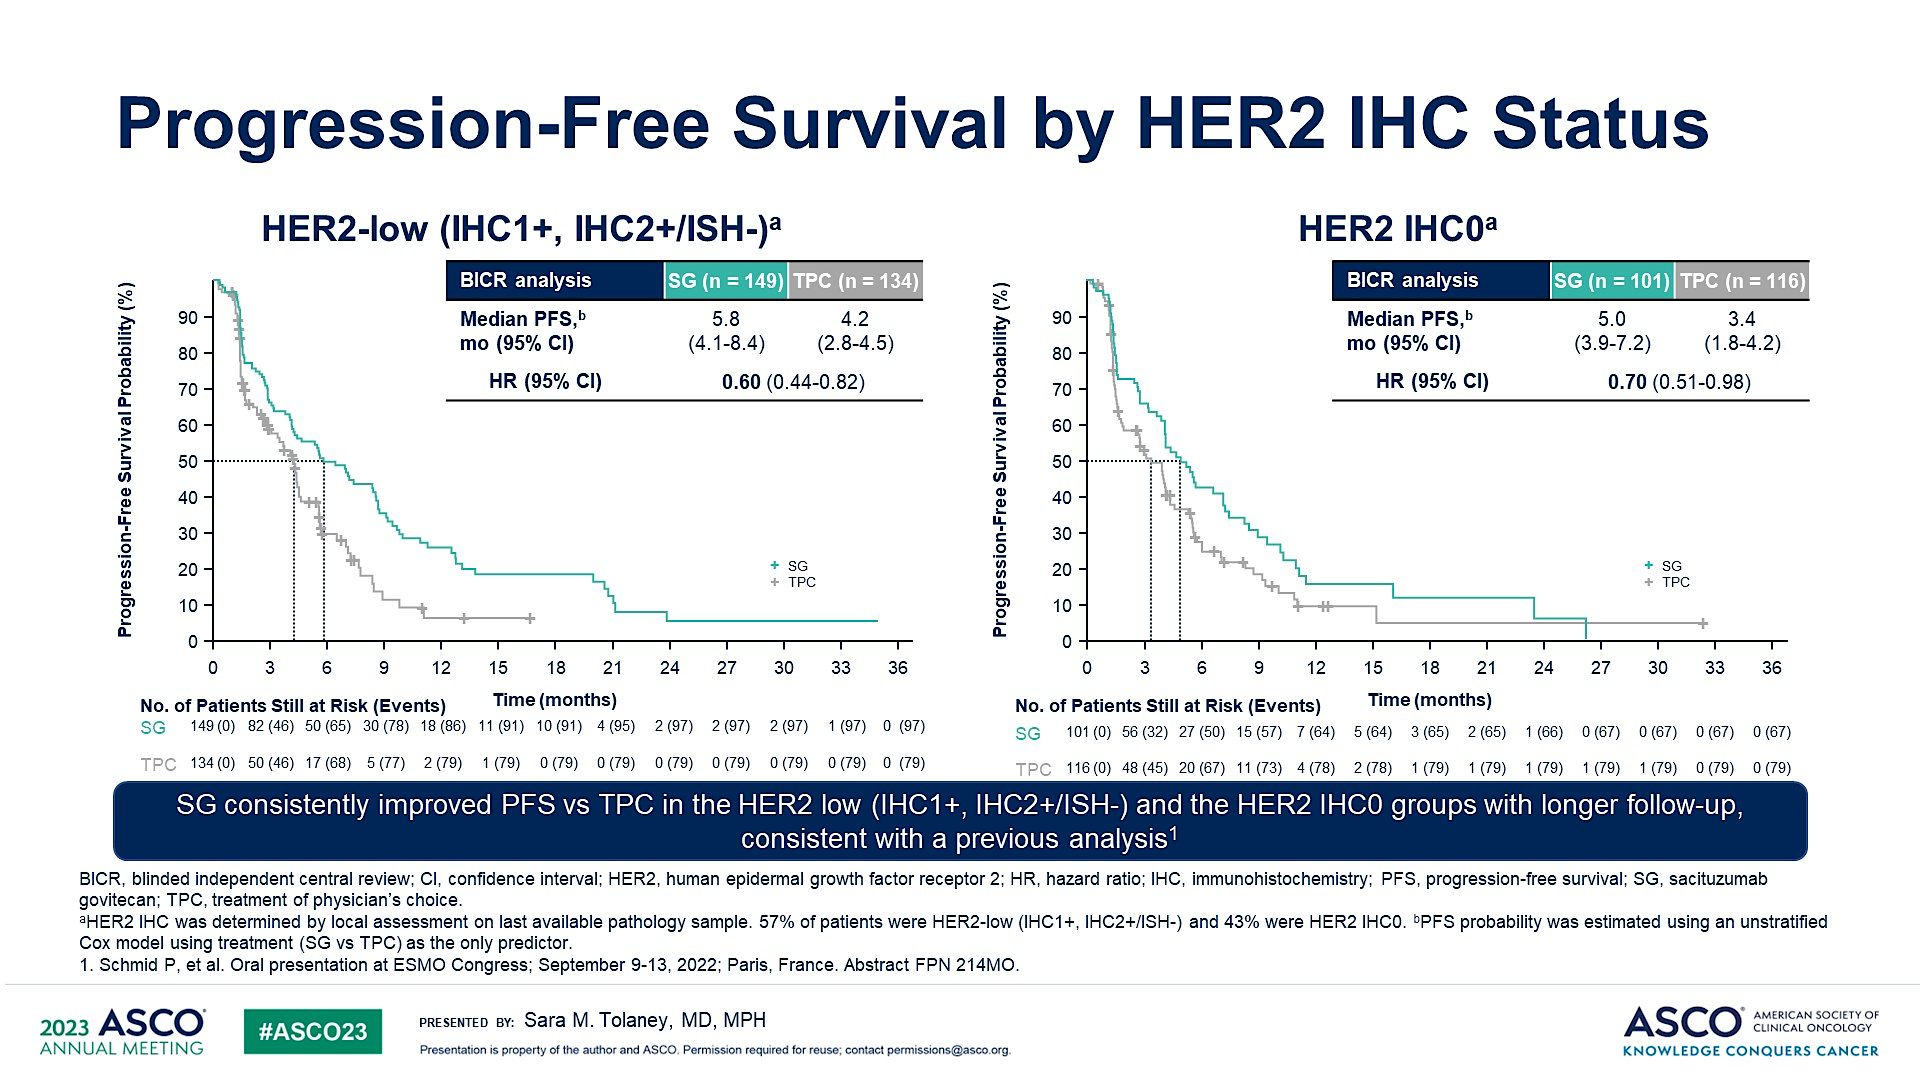 Progression-Free Survival by HER2 IHC Status
HER2-low (IHC1+, IHC2+/ISH-)a
BICR analysis SG (n = 149) TPC (n = 134)
Median PFS,b 5.8 4.2
mo (95% CI) (4.1-8.4) (2.8-4.5)
HR (95% CI) 0.60 (0.44-0.82)
Progression-Free Survival Probability (%)
90
80
70
60
50
40
30
20
10
0
SG
TPC
0 3 6 9 12 15 18 21 24 27 30 33 36
Time (months)
No. of Patients Still at Risk (Events)
SG 149 (0) 82 (46) 50 (65) 30 (78) 18 (86) 11 (91) 10 (91) 4 (95) 2 (97) 2 (97) 2 (97) 1 (97) 0 (97)
TPC 134 (0) 50 (46) 17 (68) 5 (77) 2 (79) 1 (79) 0 (79) 0 (79) 0 (79) 0 (79) 0 (79) 0 (79) 0 (79)
HER2 IHC0a
BICR analysis SG (n = 101) TPC (n = 116)
Median PFS,b 5.0 3.4
mo (95% CI) (3.9-7.2) (1.8-4.2)
HR (95% CI) 0.70 (0.51-0.98)
Progression-Free Survival Probability (%)
90
80
70
60
50
40
30
20
10
0
SG
TPC
0 3 6 9 12 15 18 21 24 27 30 33 36
Time (months)
No. of Patients Still at Risk (Events)
SG 101 (0) 56 (32) 27 (50) 15 (57) 7 (64) 5 (64) 3 (65) 2 (65) 1 (66) 0 (67) 0 (67) 0 (67) 0 (67)
TPC 116 (0) 48 (45) 20 (67) 11 (73) 4 (78) 2 (78) 1 (79) 1 (79) 1 (79) 1 (79) 1 (79) 0 (79) 0 (79)
SG consistently improved PFS vs TPC in the HER2 low (IHC1+, IHC2+/ISH-) and the HER2 IHC0 groups with longer follow-up,
consistent with a previous analysis1
BICR, blinded independent central review; CI, confidence interval; HER2, human epidermal growth factor receptor 2; HR, hazard ratio; IHC, immunohistochemistry; PFS, progression-free survival; SG, sacituzumab
govitecan; TPC, treatment of physician's choice.
aHER2 IHC was determined by local assessment on last available pathology sample. 57% of patients were HER2-low (IHC1+, IHC2+/ISH-) and 43% were HER2 IHC0. bPFS probability was estimated using an unstratified
Cox model using treatment (SG vs TPC) as the only predictor.
1. Schmid P, et al. Oral presentation at ESMO Congress; September 9-13, 2022; Paris, France. Abstract FPN 214MO.
2023 ASCO®
ANNUAL MEETING
#ASCO23
PRESENTED BY: Sara M. Tolaney, MD, MPH
Presentation is property of the author and ASCO. Permission required for reuse; contact permissions@asco.org.
ASCO® AMERICAN SOCIETY OF
CLINICAL ONCOLOGY
KNOWLEDGE CONQUERS CANCER